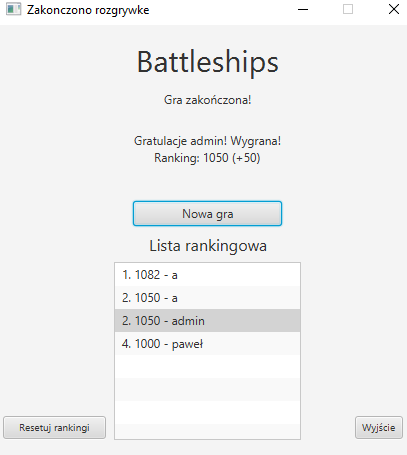 Zakonczono rozgrywke
Battleships
Gra zakończona!
Gratulacje admin! Wygrana!
Ranking: 1050 (+50)
Nowa gra
Lista rankingowa
1. 1082 - a
2. 1050 - a
2. 1050 - admin
4. 1000 - paweł
Resetuj rankingi
Wyjście